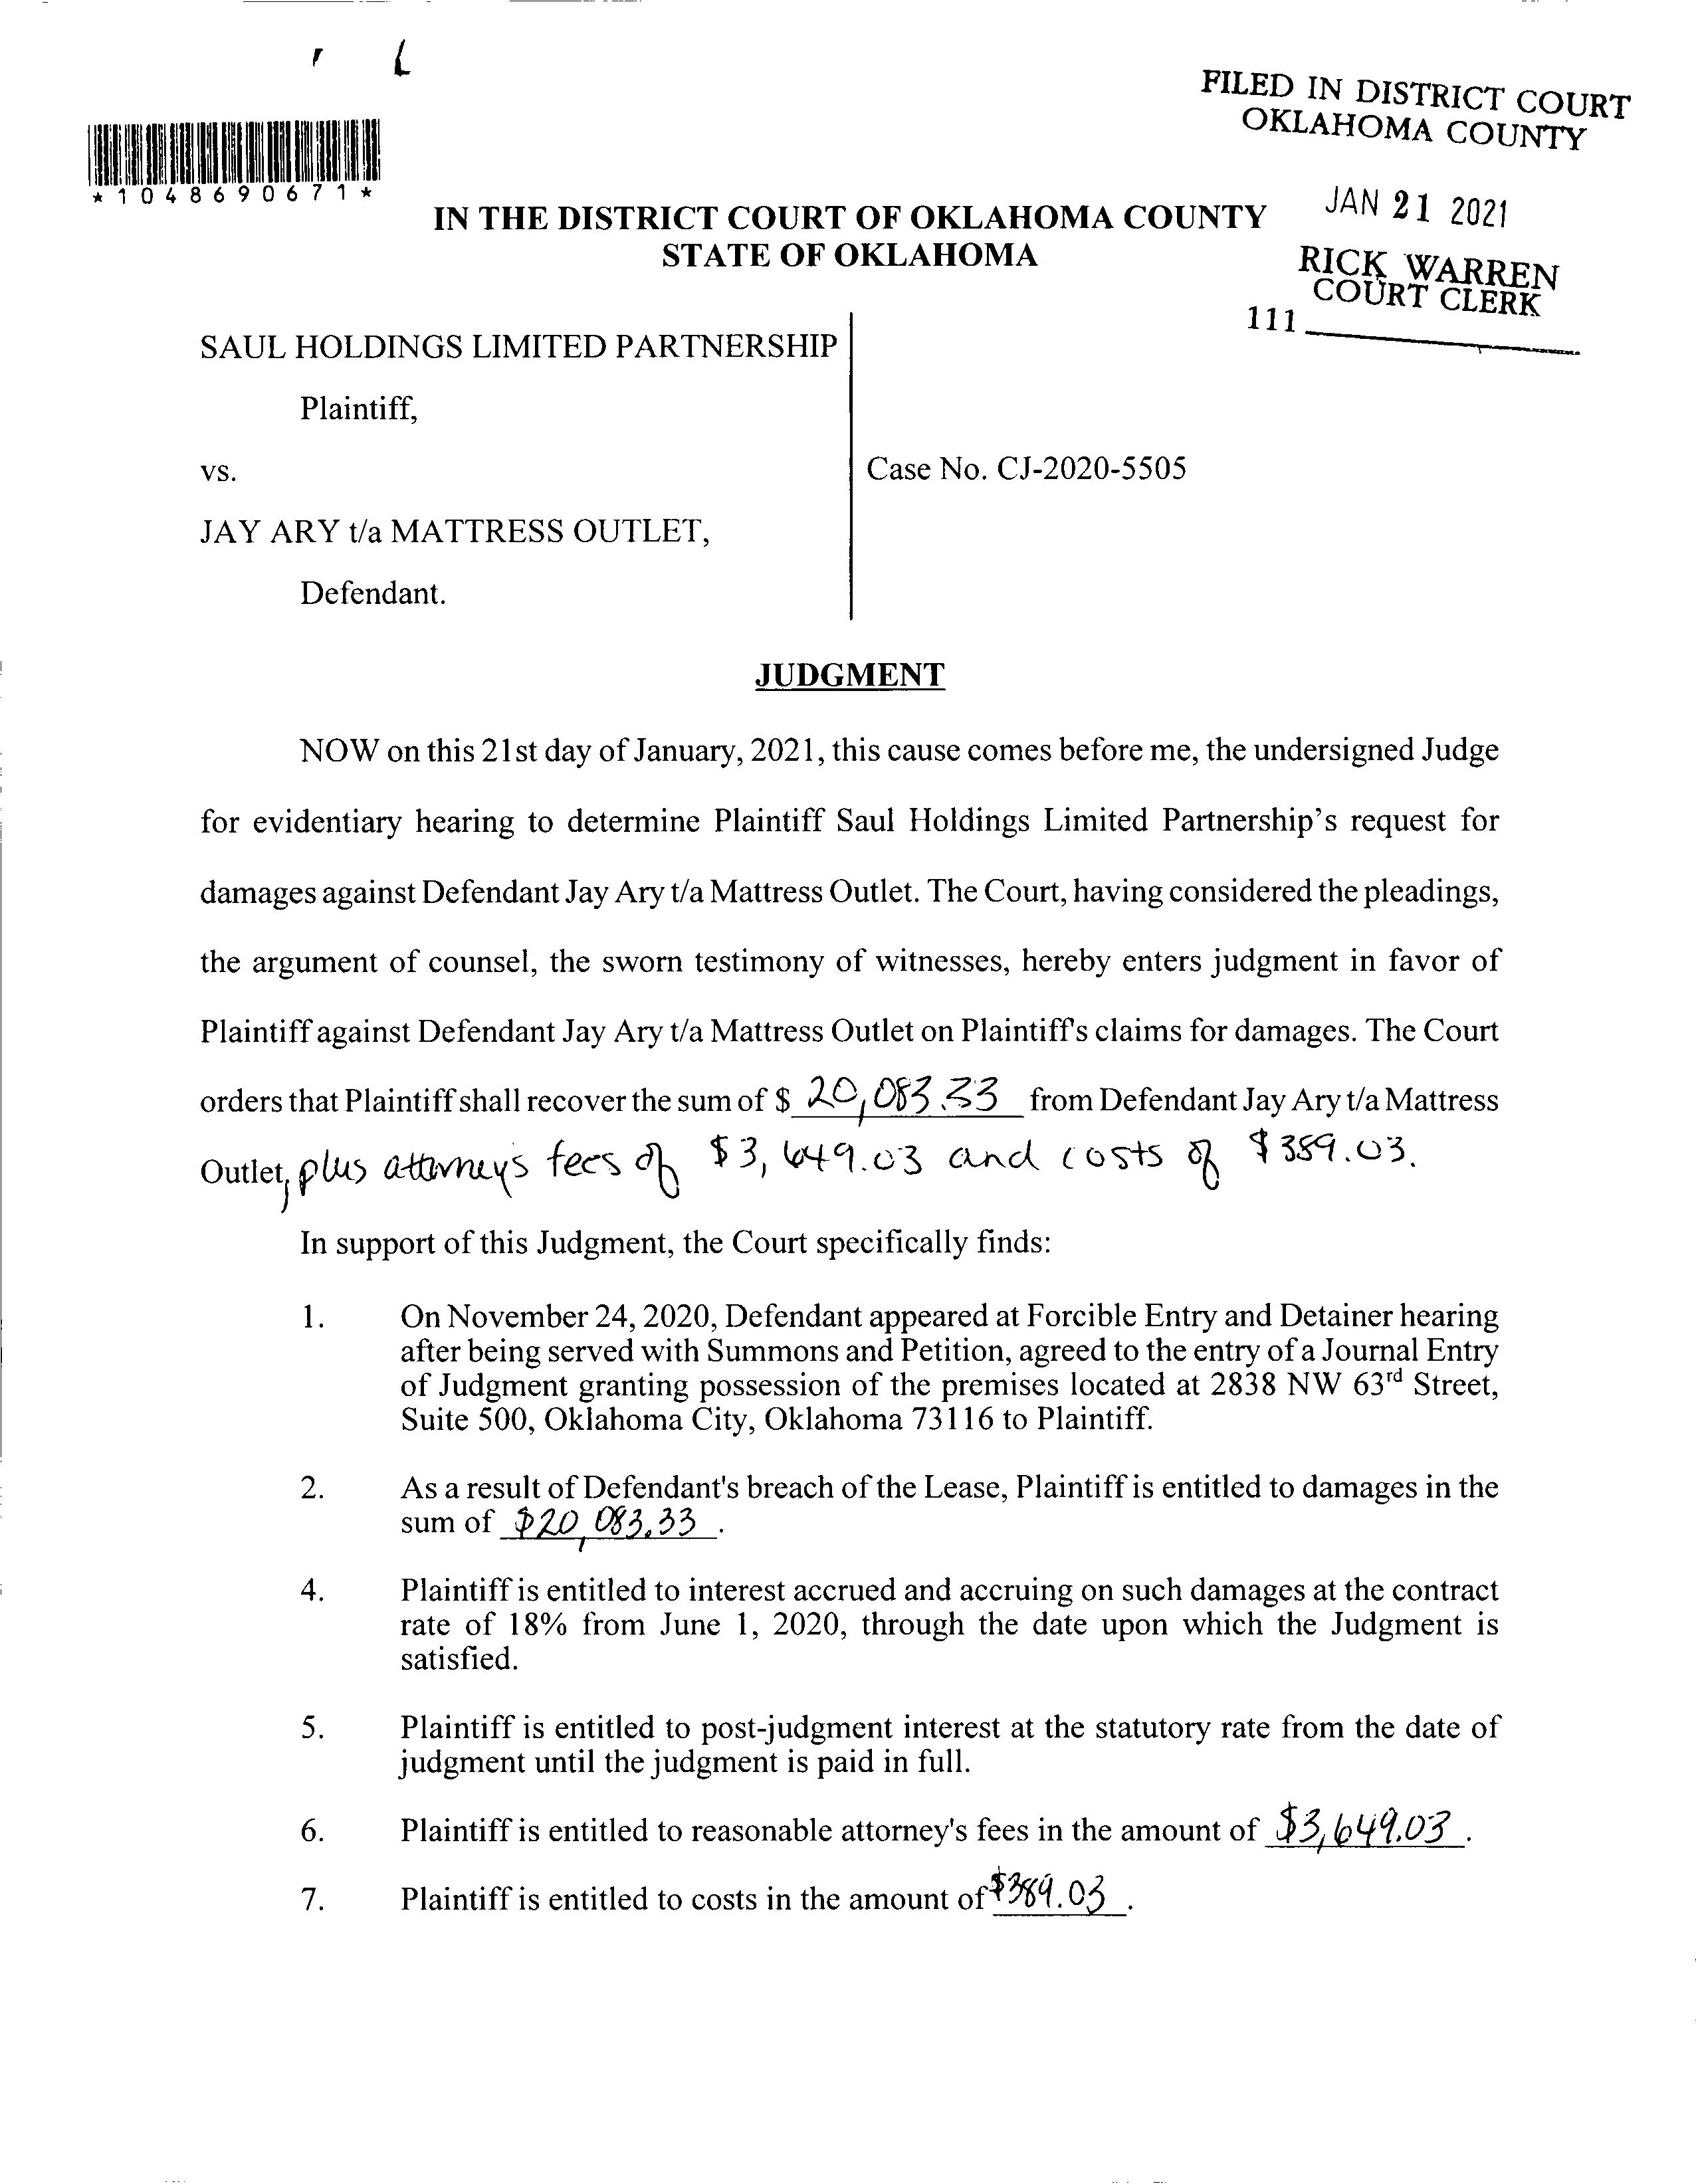 FILED IN DISTRICT COURT
OKLAHOMA COUNTY
JAN 21 2021
RICK WARREN
COURT CLERK
111
*1048690671*
IN THE DISTRICT COURT OF OKLAHOMA COUNTY
STATE OF OKLAHOMA
SAUL HOLDINGS LIMITED PARTNERSHIP
Plaintiff,
vs.
Case No. CJ-2020-5505
JAY ARY t/a MATTRESS OUTLET,
Defendant.
JUDGMENT
NOW on this 21st day of January, 2021, this cause comes before me, the undersigned Judge
for evidentiary hearing to determine Plaintiff Saul Holdings Limited Partnership's request for
damages against Defendant Jay Ary t/a Mattress Outlet. The Court, having considered the pleadings,
the argument of counsel, the sworn testimony of witnesses, hereby enters judgment in favor of
Plaintiff against Defendant Jay Ary t/a Mattress Outlet on Plaintiff's claims for damages. The Court
orders that Plaintiff shall recover the sum of $ 20,083.33 from Defendant Jay Ary t/a Mattress
Outlet, plus attorney's fees of $3,649.03 and costs of $389.03.
In support of this Judgment, the Court specifically finds:
1. On November 24, 2020, Defendant appeared at Forcible Entry and Detainer hearing
after being served with Summons and Petition, agreed to the entry of a Journal Entry
of Judgment granting possession of the premises located at 2838 NW 63rd Street,
Suite 500, Oklahoma City, Oklahoma 73116 to Plaintiff.
2. As a result of Defendant's breach of the Lease, Plaintiff is entitled to damages in the
sum of $20,083.33.
4. Plaintiff is entitled to interest accrued and accruing on such damages at the contract
rate of 18% from June 1, 2020, through the date upon which the Judgment is
satisfied.
5. Plaintiff is entitled to post-judgment interest at the statutory rate from the date of
judgment until the judgment is paid in full.
6. Plaintiff is entitled to reasonable attorney's fees in the amount of $3,649.03.
7. Plaintiff is entitled to costs in the amount of $389.03.